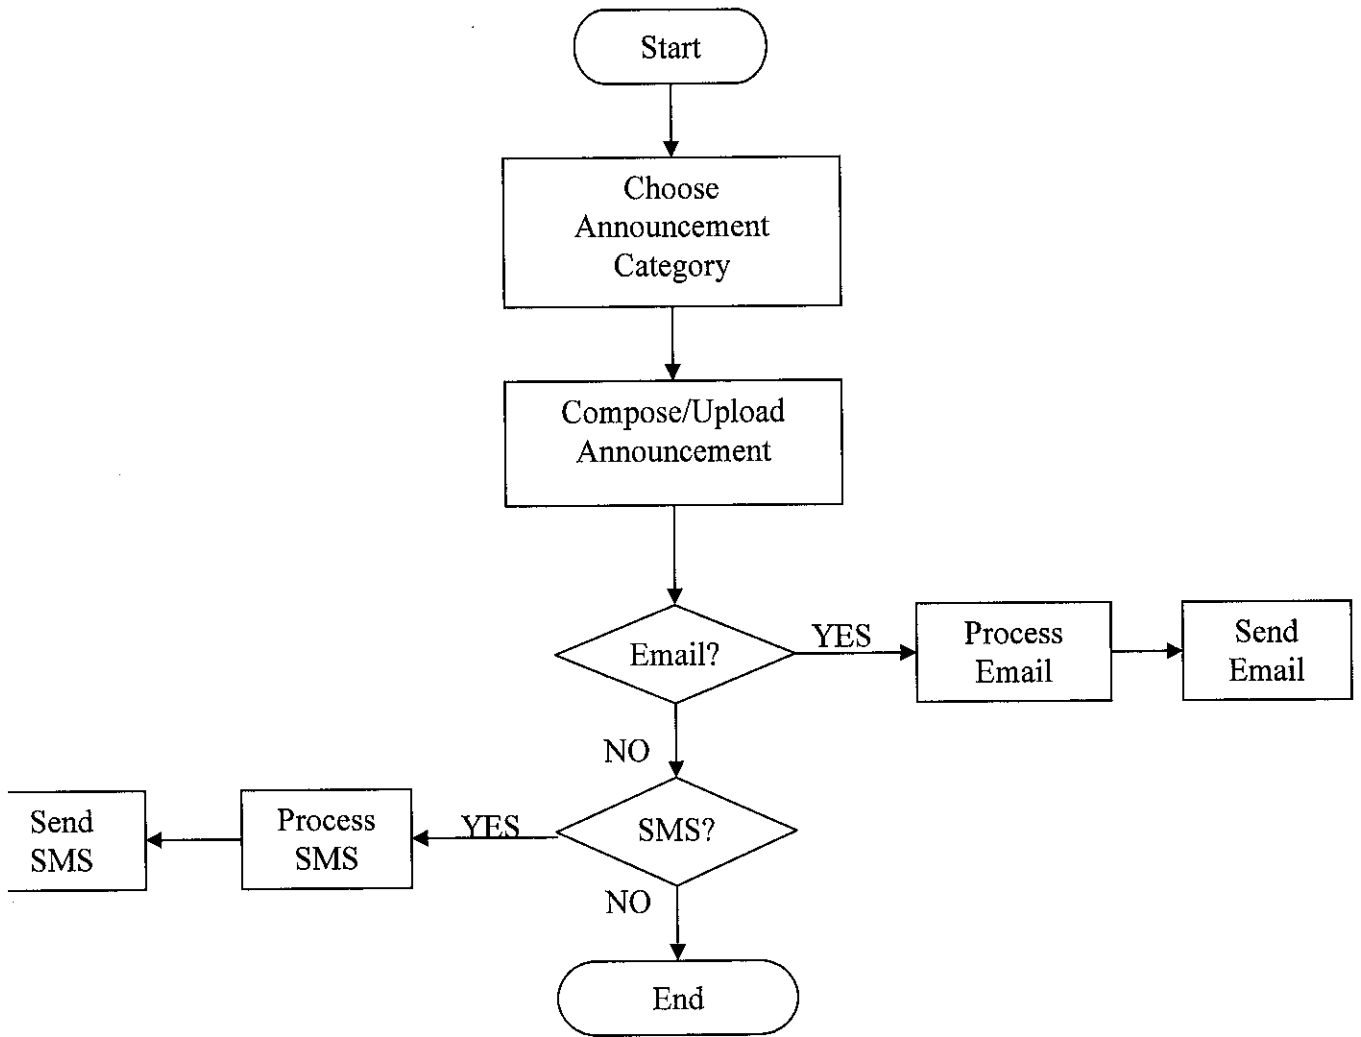 Start
Choose
Announcement
Category
Compose/Upload
Announcement
Email?
YES
Process
Email
Send
Email
NO
SMS?
YES
Process
SMS
Send
SMS
NO
End